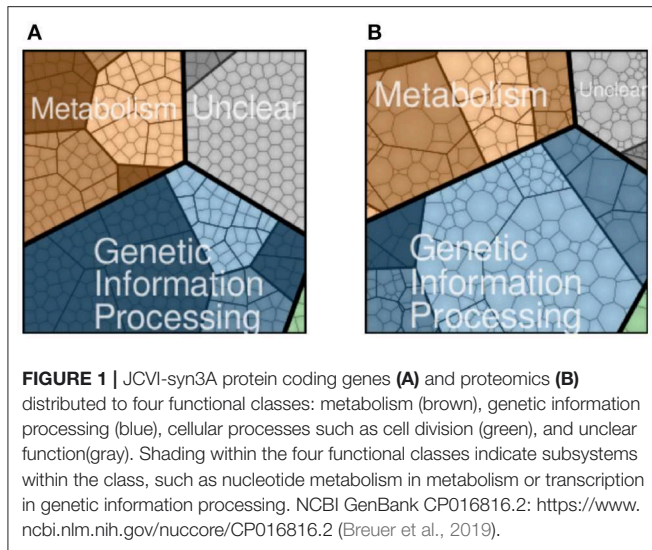 A
B
Metabolism
Unclear
Genetic
Information
Processing
Metabolism
Unclear
Genetic
Information
Processing
FIGURE 1 | JCVI-syn3A protein coding genes (A) and proteomics (B)
distributed to four functional classes: metabolism (brown), genetic information
processing (blue), cellular processes such as cell division (green), and unclear
function(gray). Shading within the four functional classes indicate subsystems
within the class, such as nucleotide metabolism in metabolism or transcription
in genetic information processing. NCBI GenBank CP016816.2: https://www.
ncbi.nlm.nih.gov/nuccore/CP016816.2 (Breuer et al., 2019).